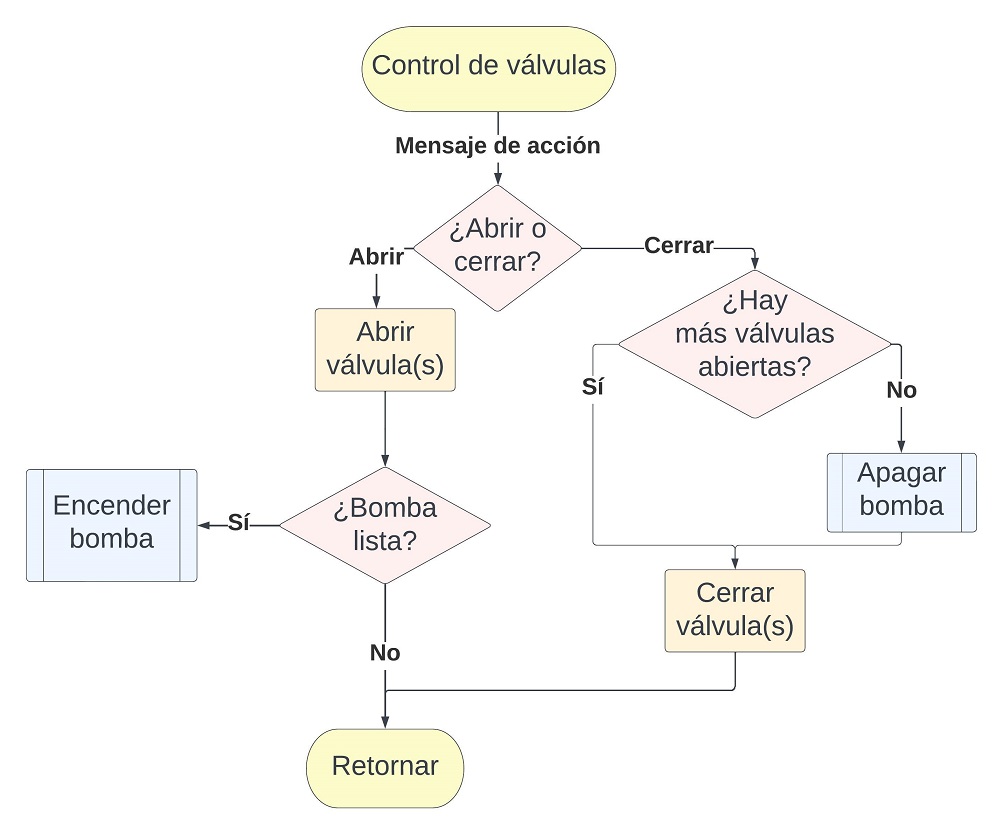 Control de válvulas
Mensaje de acción
¿Abrir o
cerrar?
Abrir
Cerrar
Abrir
válvula(s)
¿Hay
más válvulas
abiertas?
Sí
No
Apagar
bomba
Encender
bomba
Sí
¿Bomba
lista?
Cerrar
válvula(s)
No
Retornar